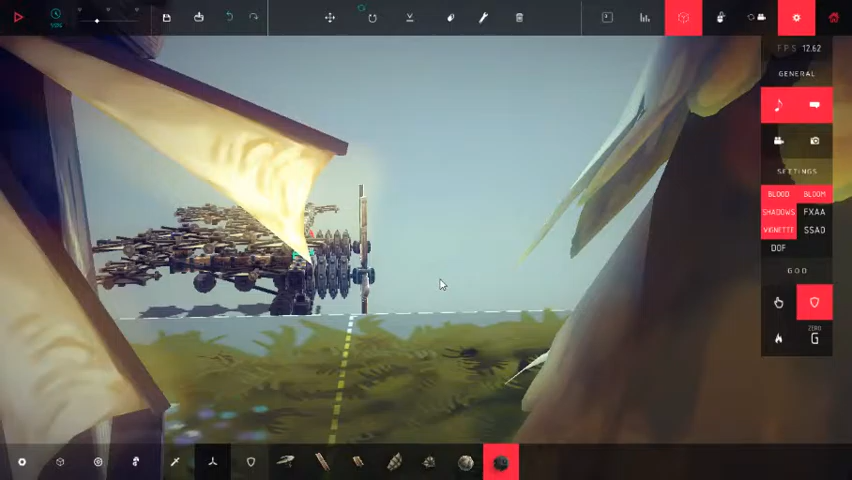 FPS 12.62
GENERAL
SETTINGS
BLOOD BLOOM
SHADOWS FXAA
VIGNETTE SSAO
DOF
GOD
ZERO
G